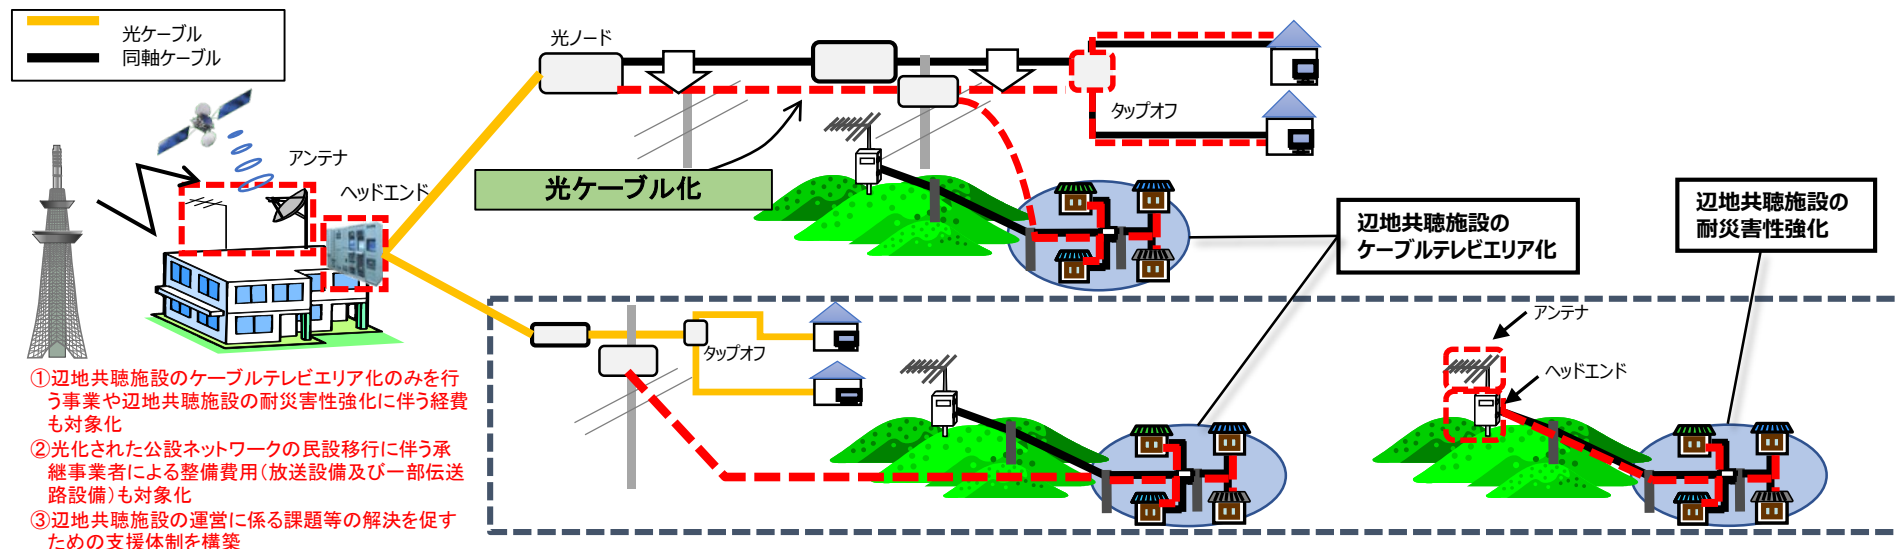 光ケーブル
同軸ケーブル
光ノード
タップオフ
アンテナ
ヘッドエンド
光ケーブル化
辺地共聴施設の
ケーブルテレビエリア化
辺地共聴施設の
耐災害性強化
タップオフ
アンテナ
ヘッドエンド
①辺地共聴施設のケーブルテレビエリア化のみを行
う事業や辺地共聴施設の耐災害性強化に伴う経費
も対象化
②光化された公設ネットワークの民設移行に伴う承
継事業者による整備費用(放送設備及び一部伝送
路設備)も対象化
③辺地共聴施設の運営に係る課題等の解決を促す
ための支援体制を構築